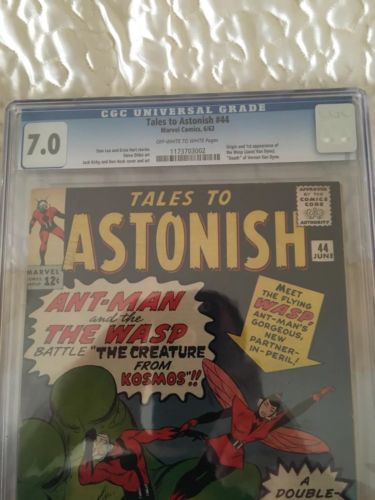 CGC UNIVERSAL GRADE
7.0
Tales to Astonish #44
Marvel Comics, 6/63
OFF-WHITE TO WHITE Pages
1173703002
Stan Lee and Ernie Hart stories
Steve Ditko art
Jack Kirby and Don Heck cover and art
Origin and 1st appearance of
the Wasp (Janet Van Dyne).
"Death" of Vernon Van Dyne.
TALES TO
ASTONISH
APPROVED
BY THE
COMICS
CODE
AUTHORITY
MARVEL
COMICS
GROUP
12¢
44
JUNE
ANT-MAN
and the
THE WASP
BATTLE "THE CREATURE
FROM
KOSMOS"!!
MEET
THE FLYING
WASP,
ANT-MAN'S
GORGEOUS,
NEW
PARTNER-
IN-PERIL!
A
DOUBLE-